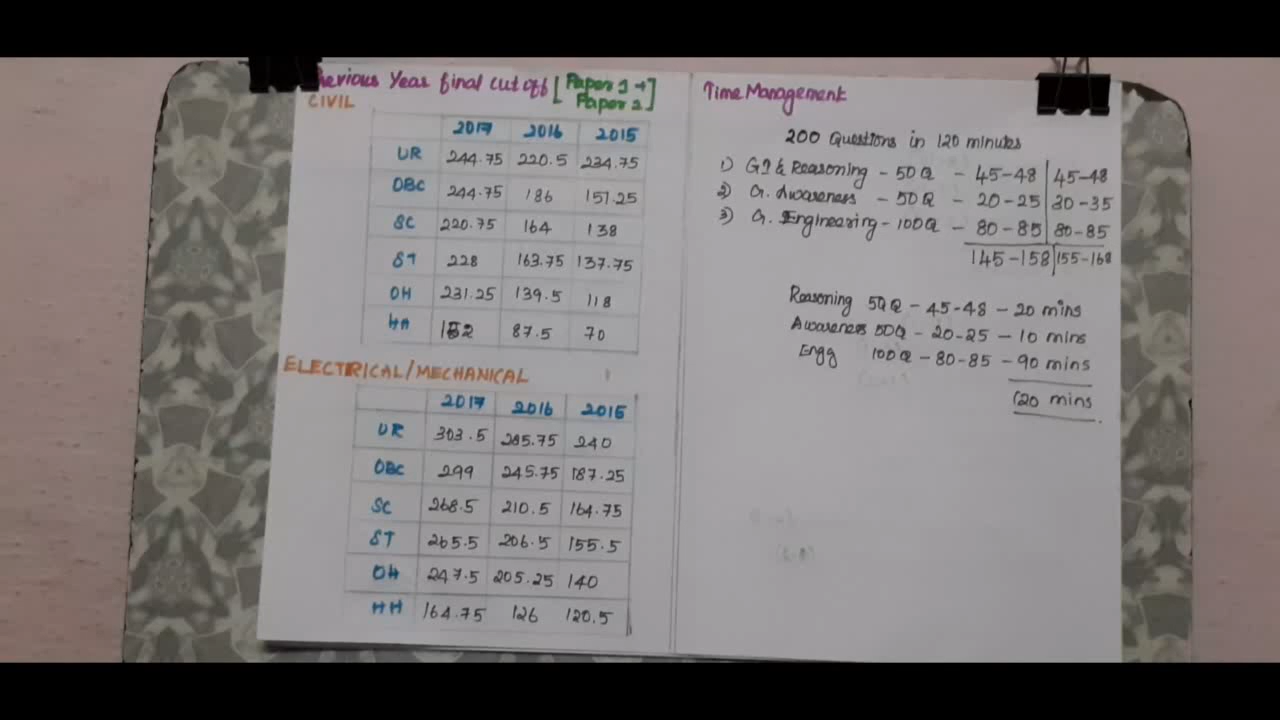 Previous Year final cut off [Paper 1 +
Paper 2]
CIVIL
2017 2016 2015
UR 244.75 220.5 234.75
OBC 244.75 186 151.25
SC 220.75 164 138
ST 228 163.75 137.75
OH 231.25 139.5 118
HH 152 87.5 70
ELECTRICAL/MECHANICAL
2017 2016 2015
UR 303.5 285.75 240
OBC 299 245.75 187.25
SC 268.5 210.5 164.75
ST 265.5 206.5 155.5
OH 247.5 205.25 140
HH 164.75 126 120.5
Time Management
200 Questions in 120 minutes
1) GI & Reasoning - 50Q - 45-48 | 45-48
2) G. Awareness - 50Q - 20-25 | 30-35
3) G. Engineering - 100Q - 80-85 | 80-85
145-158 | 155-168
Reasoning 50Q - 45-48 - 20 mins
Awareness 50Q - 20-25 - 10 mins
Engg 100Q - 80-85 - 90 mins
120 mins